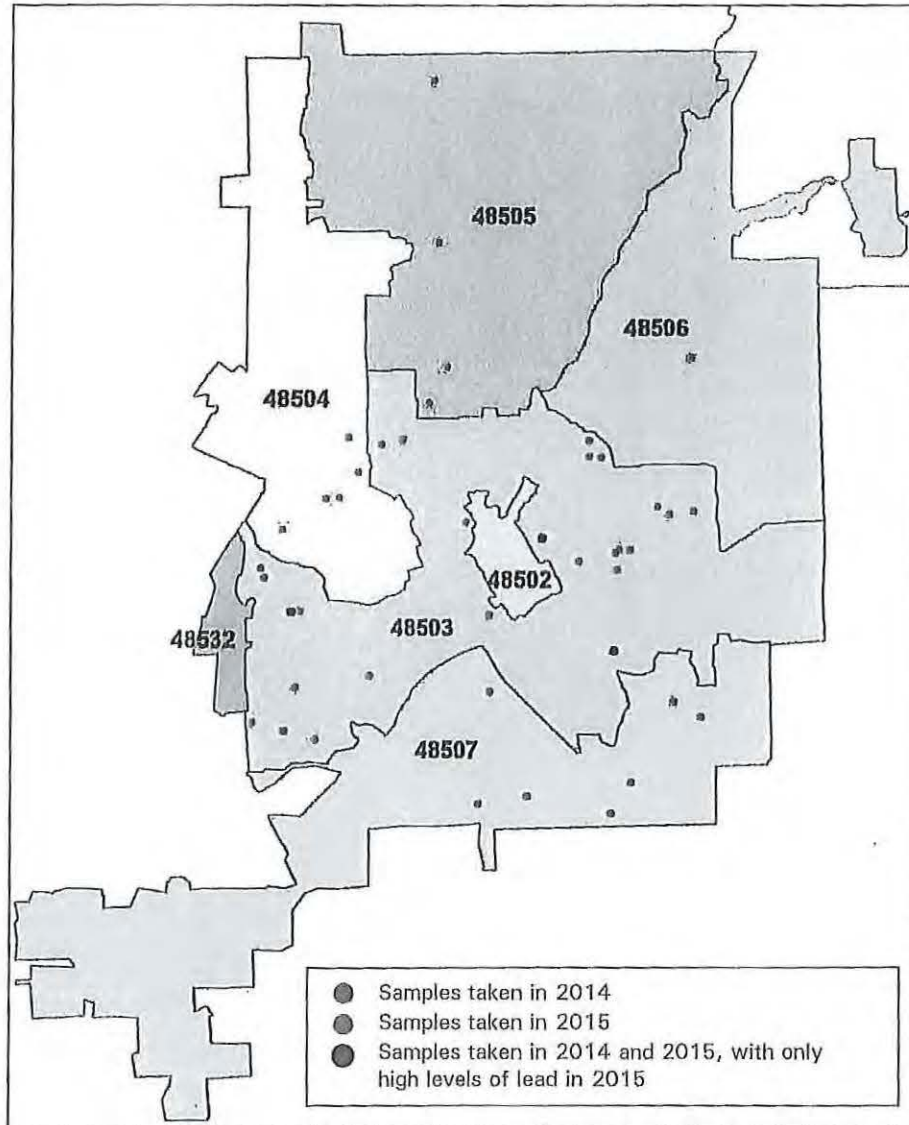 48505
48506
48504
48502
48503
48532
48507
Samples taken in 2014
Samples taken in 2015
Samples taken in 2014 and 2015, with only
high levels of lead in 2015